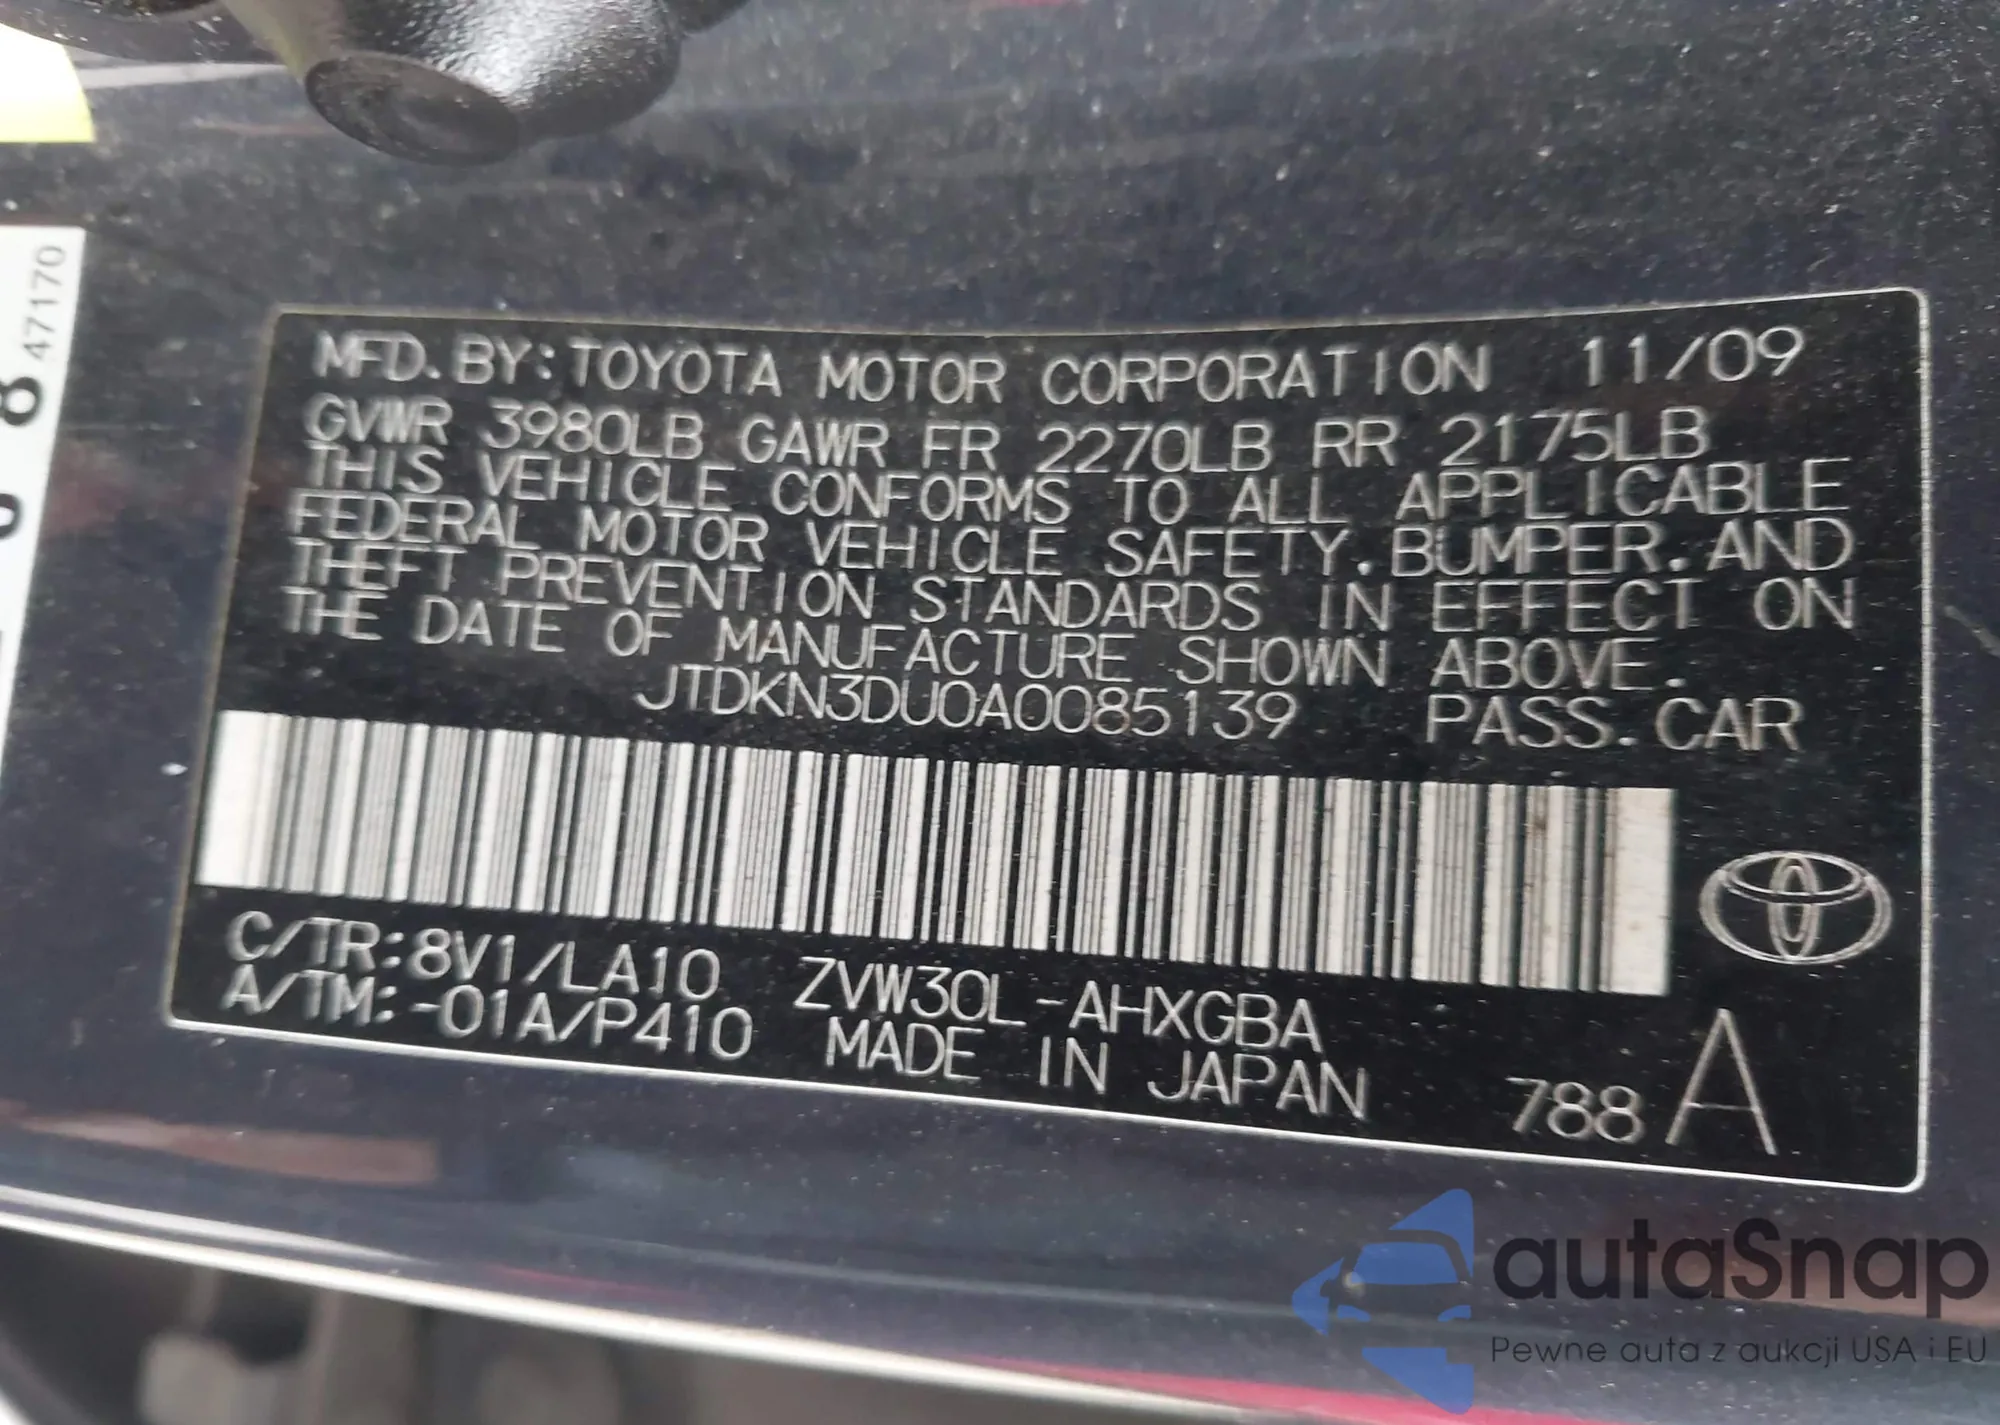 MFD. BY: TOYOTA MOTOR CORPORATION 11/09
GVWR 3980LB GAWR FR 2270LB RR 2175LB
THIS VEHICLE CONFORMS TO ALL APPLICABLE
FEDERAL MOTOR VEHICLE SAFETY. BUMPER. AND
THEFT PREVENTION STANDARDS IN EFFECT ON
THE DATE OF MANUFACTURE SHOWN ABOVE.
JTDKN3DU0A0085139 PASS. CAR
C/TR: 8V1/LA10 ZVW30L -AHXGBA
A/TM: -01A/P410 MADE IN JAPAN 788 A
47170
8
autoSnap
Pewne auta z aukcji USA i EU